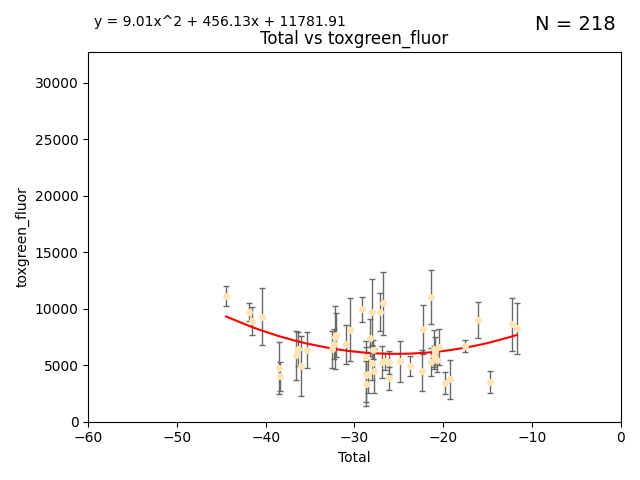 y = 9.01x^2 + 456.13x + 11781.91
N = 218
Total vs toxgreen_fluor
30000
25000
20000
15000
10000
5000
0
toxgreen_fluor
−60
−50
−40
−30
−20
−10
0
Total